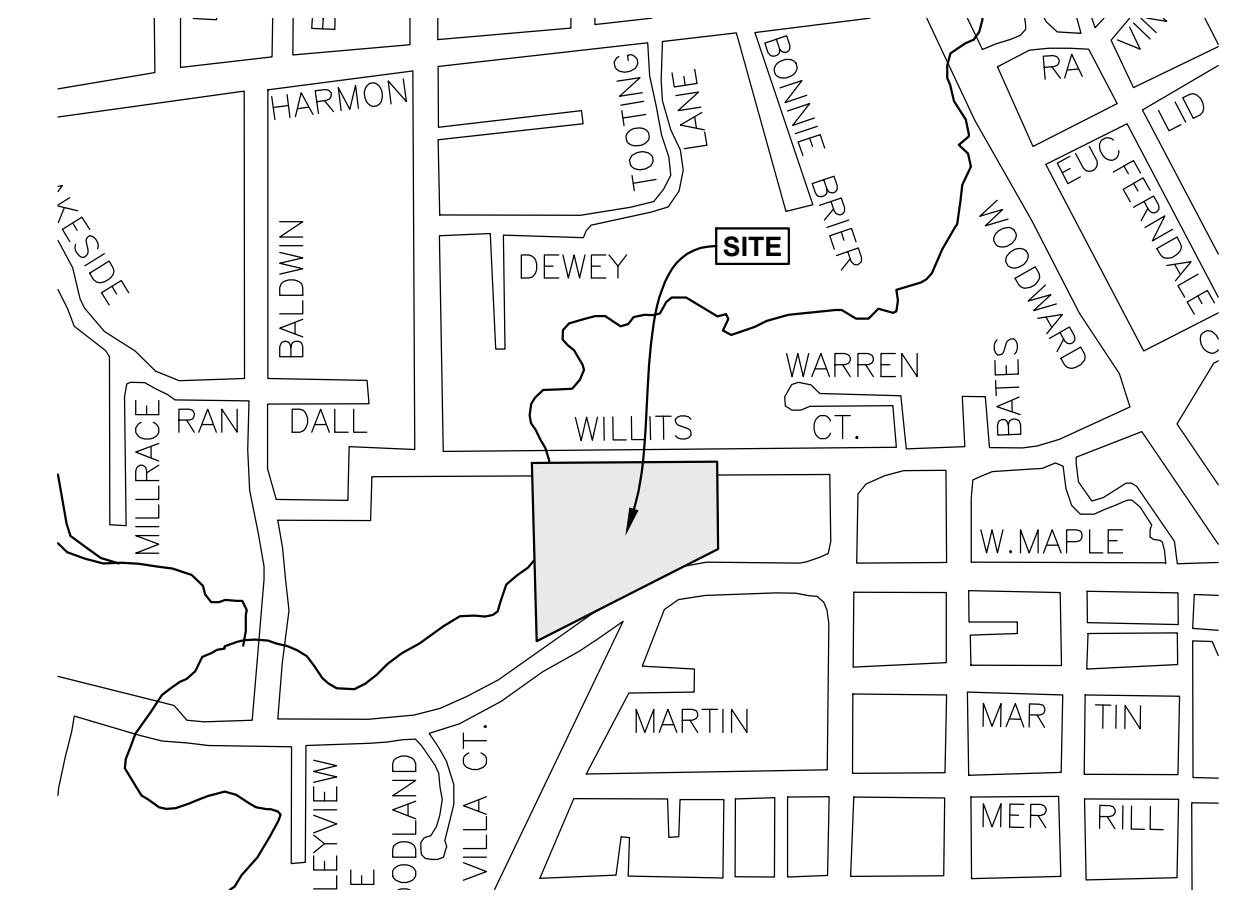 HARMON
TOOTING
LANE
BONNIE BRIER
RA
EUC
LID
FERNDALE
WOODWARD
KESIDE
BALDWIN
DEWEY
SITE
WARREN
CT.
BATES
WILLITS
RAN
DALL
MILLRACE
W.MAPLE
MARTIN
MAR
TIN
MER
RILL
LEYVIEW
E
ODLAND
VILLA CT.